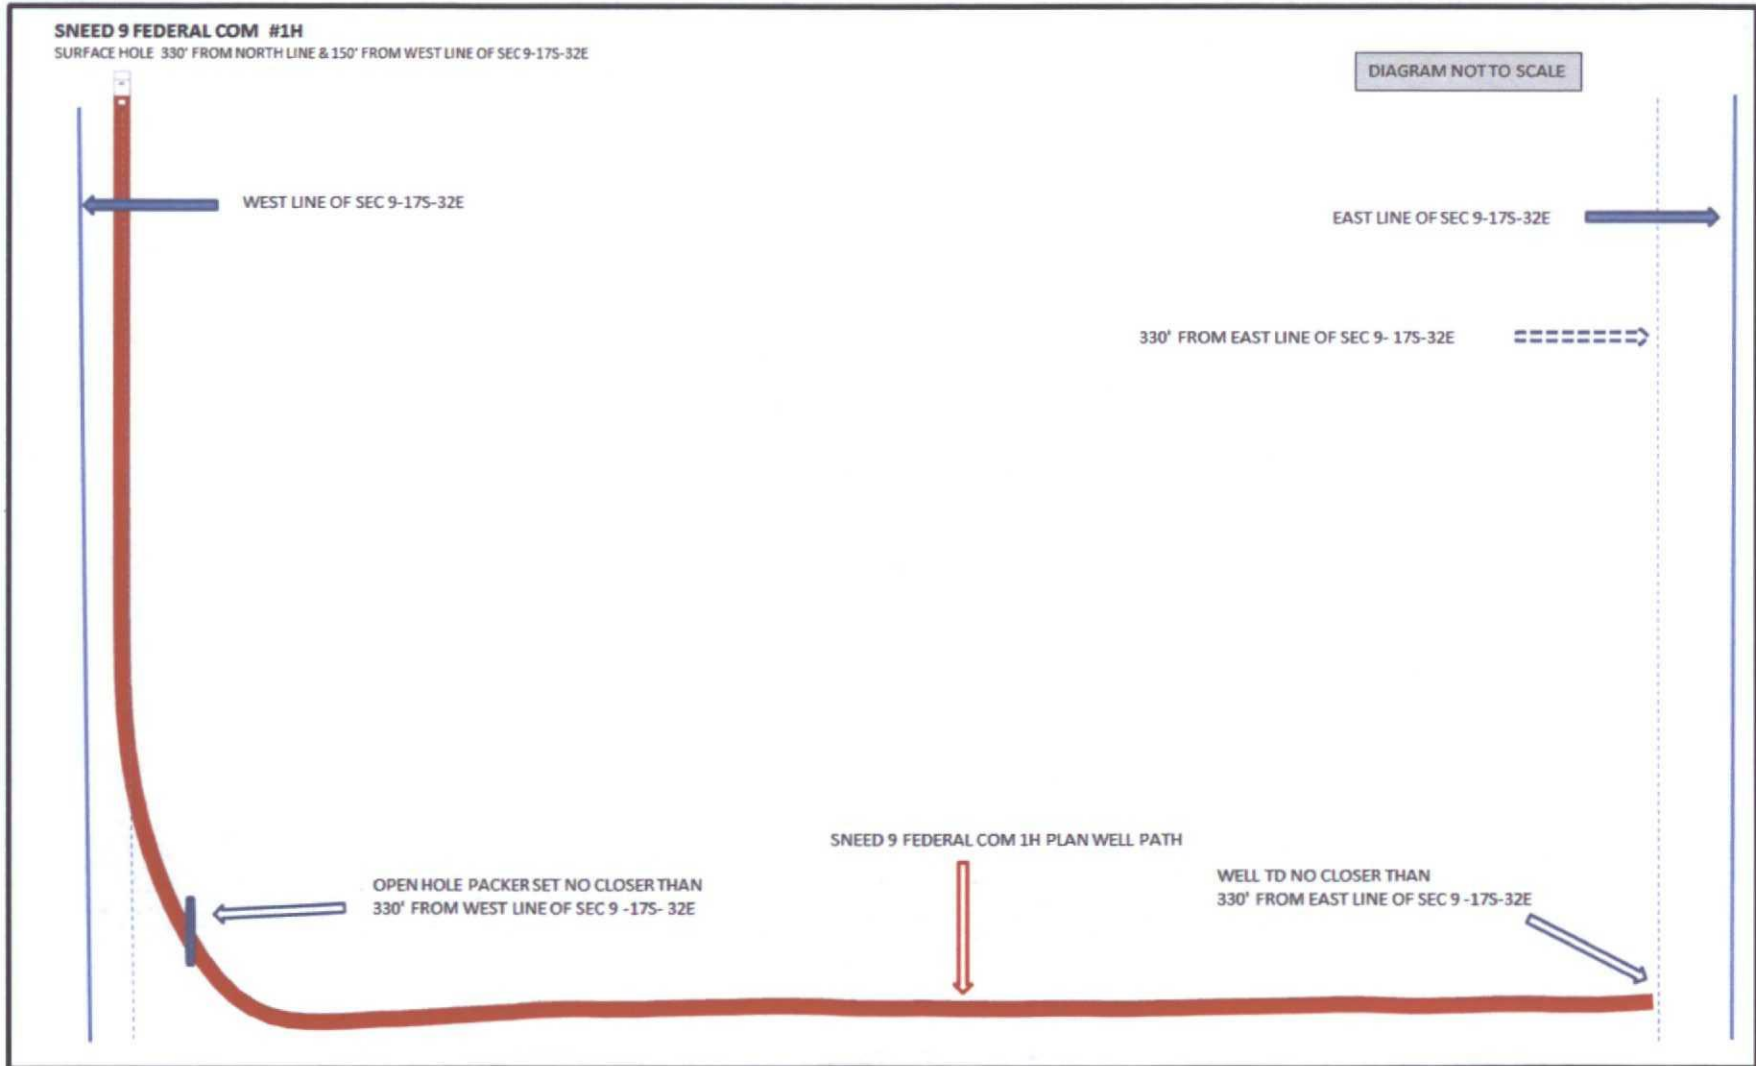 SNEED 9 FEDERAL COM #1H
SURFACE HOLE 330' FROM NORTH LINE & 150' FROM WEST LINE OF SEC 9-17S-32E
DIAGRAM NOT TO SCALE
WEST LINE OF SEC 9-17S-32E
EAST LINE OF SEC 9-17S-32E
330' FROM EAST LINE OF SEC 9- 17S-32E
SNEED 9 FEDERAL COM 1H PLAN WELL PATH
OPEN HOLE PACKER SET NO CLOSER THAN
330' FROM WEST LINE OF SEC 9 -17S- 32E
WELL TD NO CLOSER THAN
330' FROM EAST LINE OF SEC 9 -17S-32E